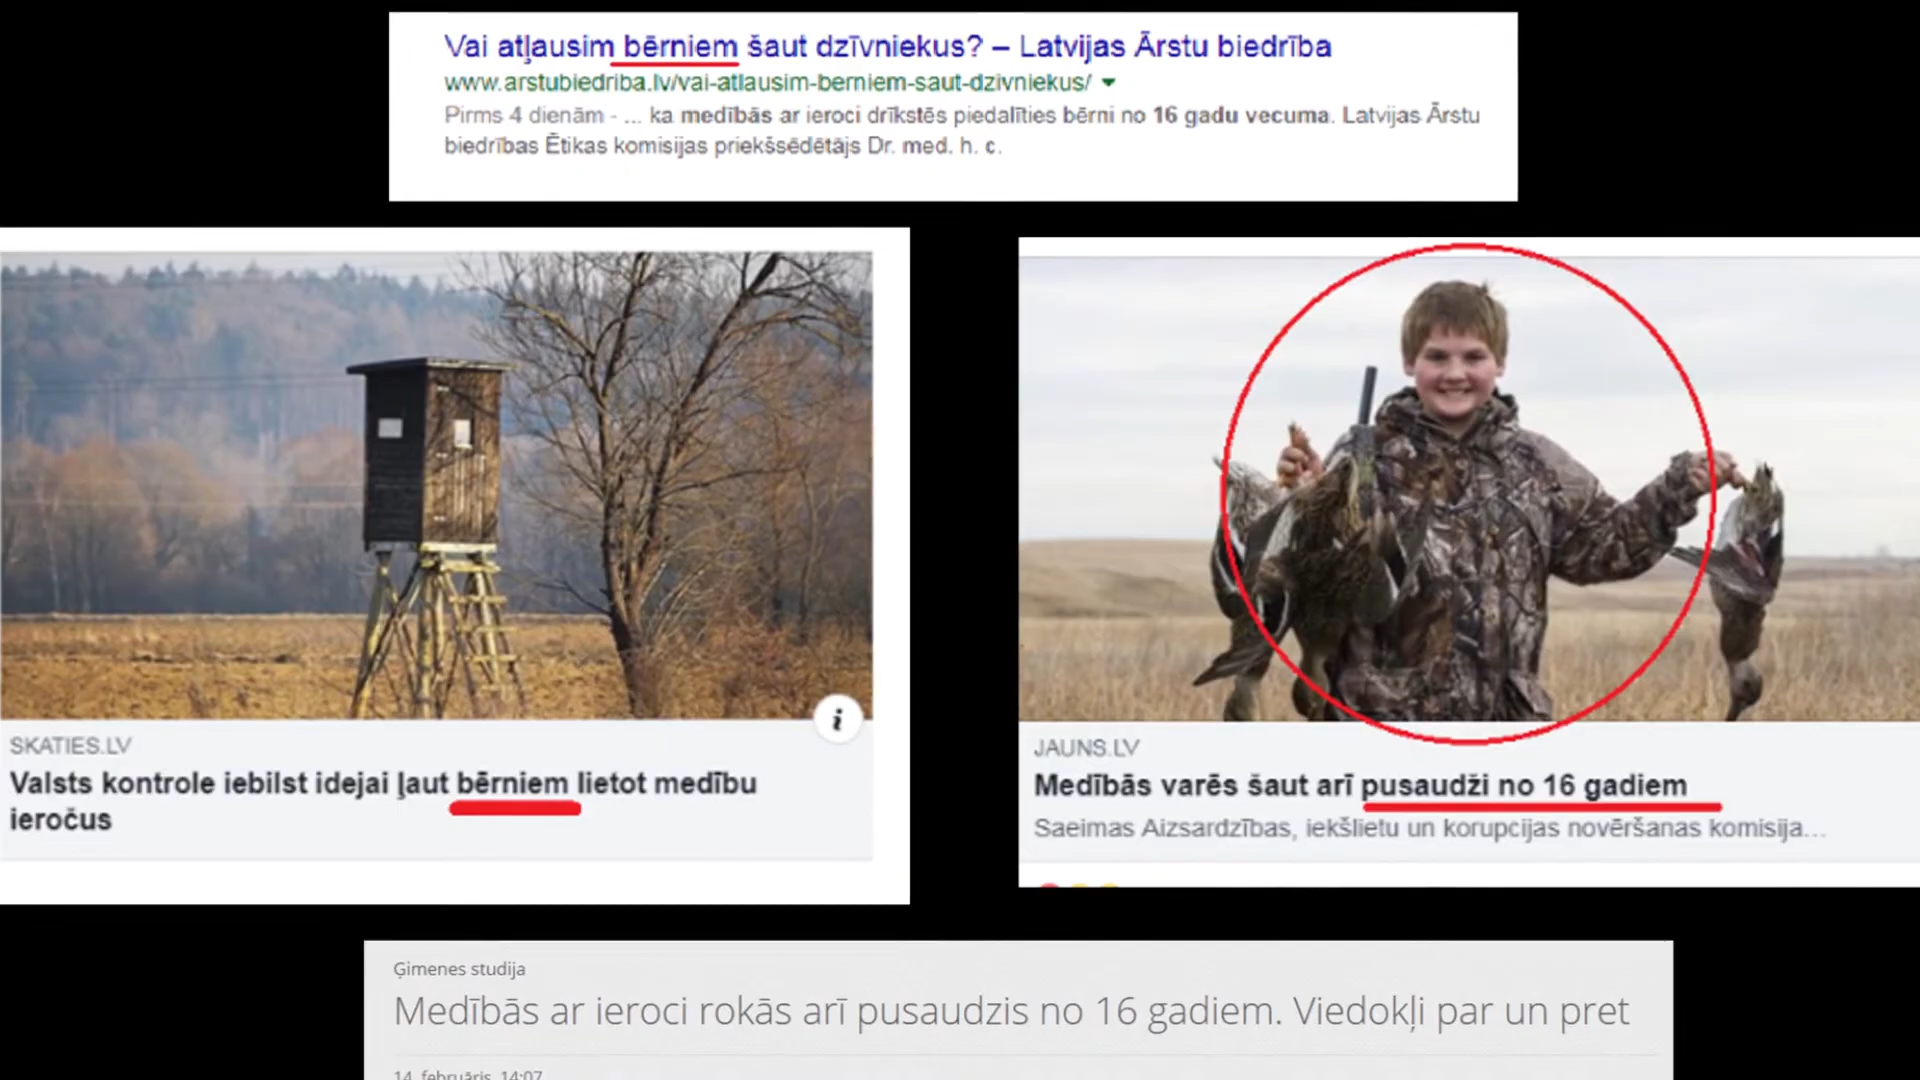 Vai atļausim bērniem šaut dzīvniekus? – Latvijas Ārstu biedrība
www.arstubiedriba.lv/vai-atlausim-berniem-saut-dzivniekus/
Pirms 4 dienām - ... ka medībās ar ieroci drīkstēs piedalīties bērni no 16 gadu vecuma. Latvijas Ārstu
biedrības Ētikas komisijas priekšsēdētājs Dr. med. h. c.
i
SKATIES.LV
Valsts kontrole iebilst idejai ļaut bērniem lietot medību
ieročus
JAUNS.LV
Medībās varēs šaut arī pusaudži no 16 gadiem
Saeimas Aizsardzības, iekšlietu un korupcijas novēršanas komisija...
Ģimenes studija
Medībās ar ieroci rokās arī pusaudzis no 16 gadiem. Viedokļi par un pret
14. februāris, 14:07